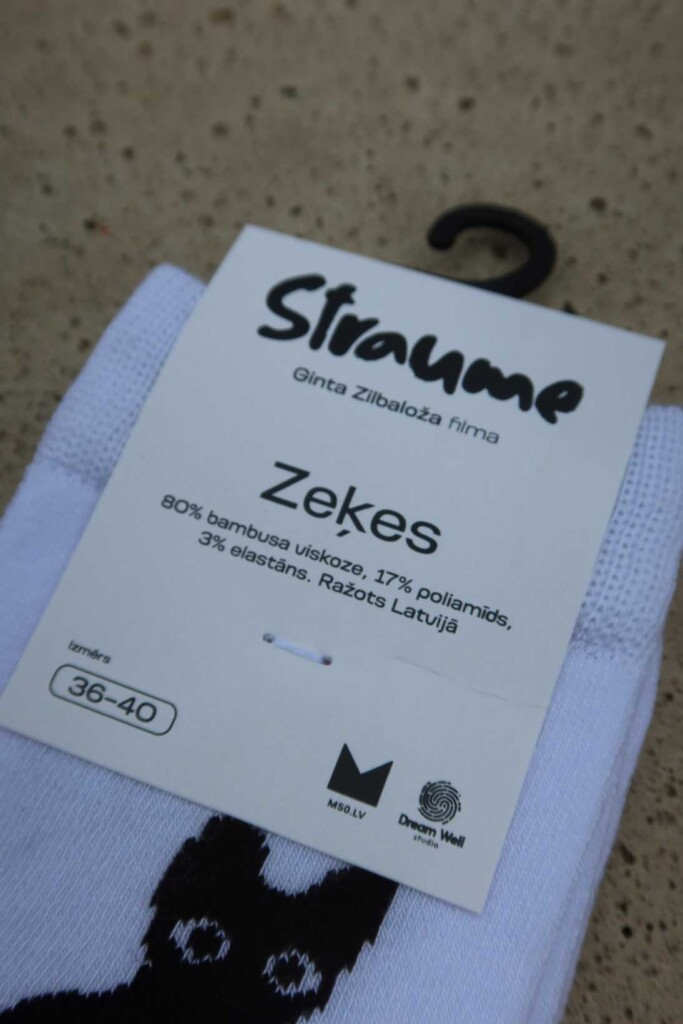 Straume
Ginta Zilbaloža filma
Zeķes
80% bambusa viskoze, 17% poliamīds,
3% elastāns. Ražots Latvijā
Izmērs
36–40
M50.LV
Dream Well
studio